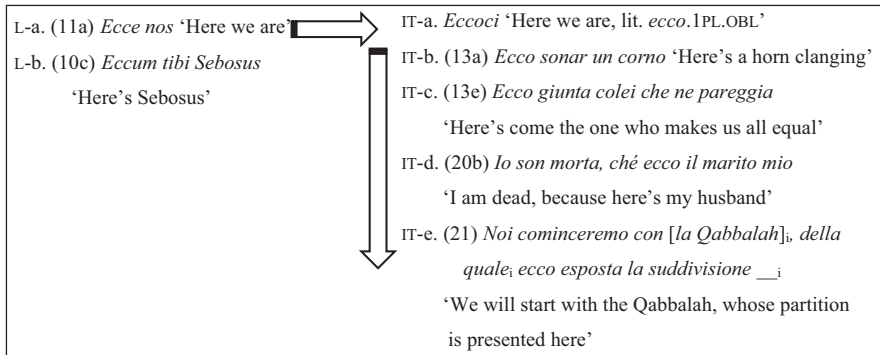 L-a. (11a) Ecce nos ‘Here we are’
L-b. (10c) Eccum tibi Sebosus
‘Here’s Sebosus’
IT-a. Eccoci ‘Here we are, lit. ecco.1PL.OBL’
IT-b. (13a) Ecco sonar un corno ‘Here’s a horn clanging’
IT-c. (13e) Ecco giunta colei che ne pareggia
‘Here’s come the one who makes us all equal’
IT-d. (20b) Io son morta, ché ecco il marito mio
‘I am dead, because here’s my husband’
IT-e. (21) Noi cominceremo con [la Qabbalah]i, della
qualei ecco esposta la suddivisione __i
‘We will start with the Qabbalah, whose partition
is presented here’